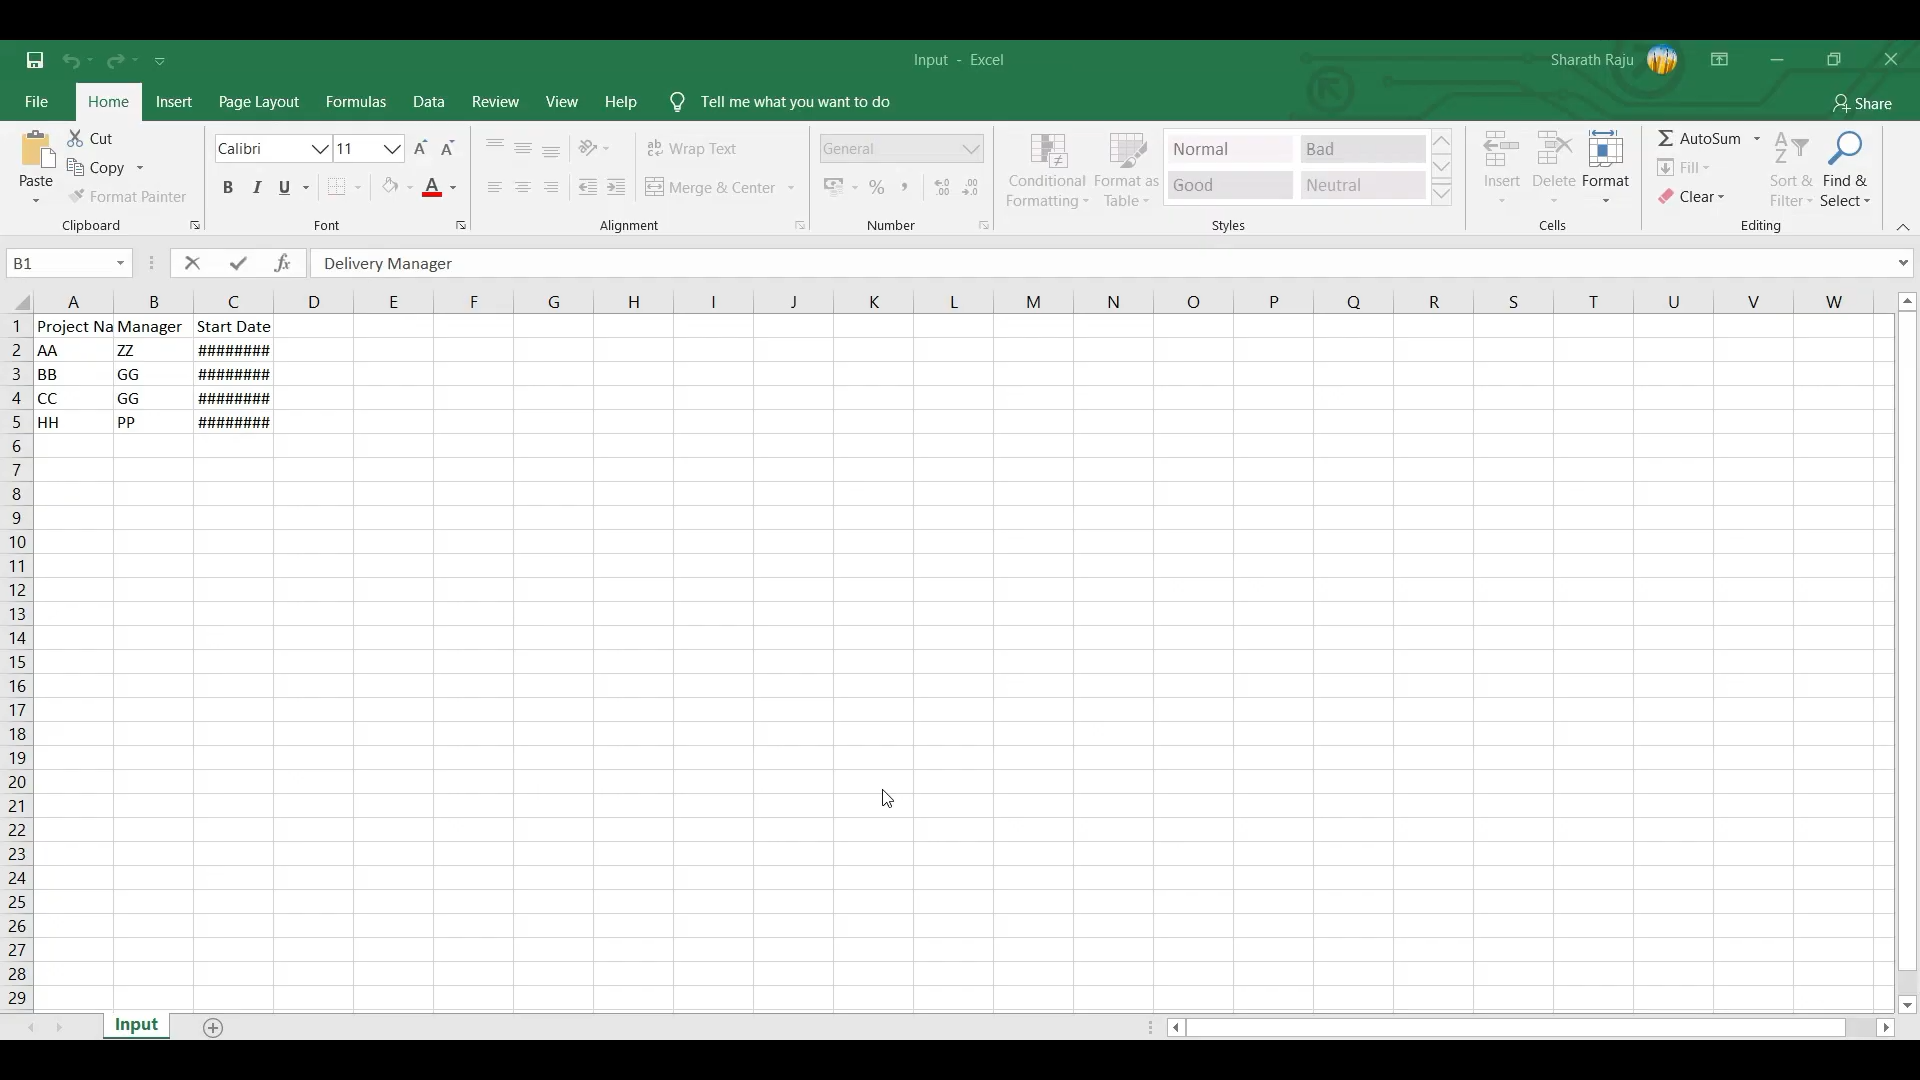 Input - Excel
Sharath Raju
File Home Insert Page Layout Formulas Data Review View Help Tell me what you want to do Share
Paste Cut Copy Format Painter Clipboard
Calibri 11 A A B I U A Font
Wrap Text Merge & Center Alignment
General % , Number
Conditional Formatting Format as Table Normal Bad Good Neutral Styles
Insert Delete Format Cells
AutoSum Fill Clear Sort & Filter Find & Select Editing
B1 fx Delivery Manager
A B C D E F G H I J K L M N O P Q R S T U V W
1 Project Na Manager Start Date
2 AA ZZ ########
3 BB GG ########
4 CC GG ########
5 HH PP ########
6
7
8
9
10
11
12
13
14
15
16
17
18
19
20
21
22
23
24
25
26
27
28
29
Input